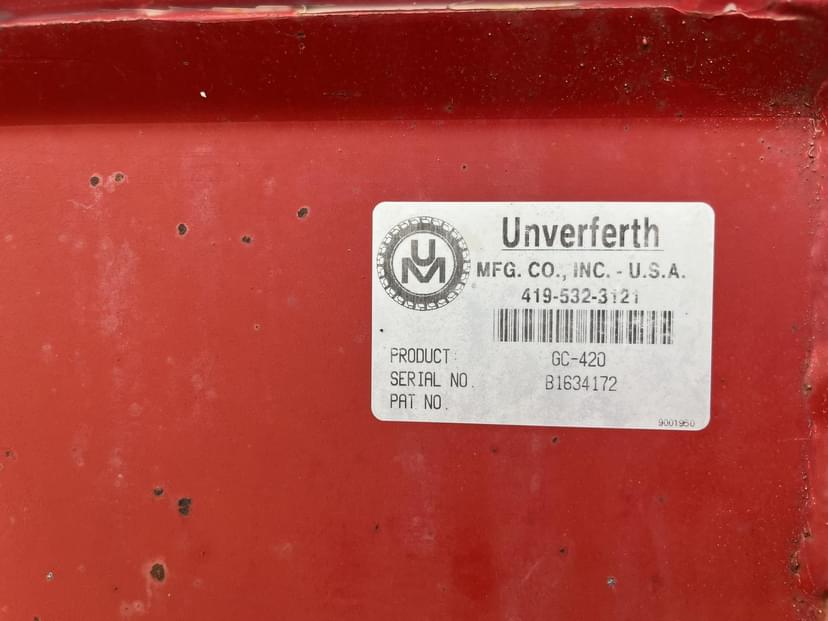 UM
Unverferth
MFG. CO., INC. - U.S.A.
419-532-3121
PRODUCT: GC-420
SERIAL NO. B1634172
PAT NO.
9001950